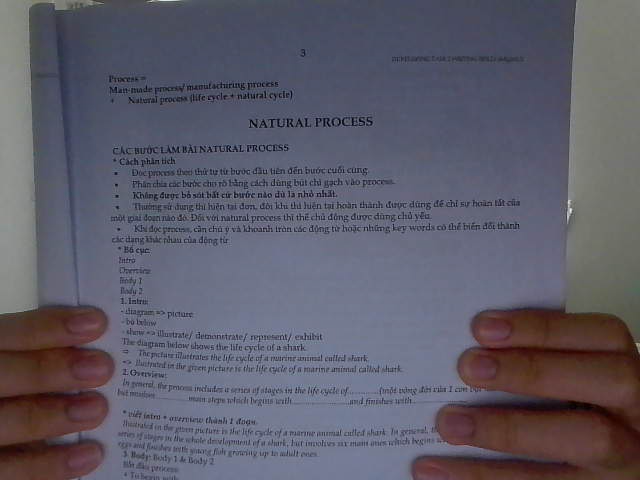 3
Process =
Man-made process/ manufacturing process
+ Natural process (life cycle + natural cycle)
NATURAL PROCESS
CÁC BƯỚC LÀM BÀI NATURAL PROCESS
* Cách phân tích
• Đọc process theo thứ tự từ bước đầu tiên đến bước cuối cùng.
• Phân chia các bước cho rõ bằng cách dùng bút chì gạch vào process.
• Không được bỏ sót bất cứ bước nào dù là nhỏ nhất.
• Thường sử dụng thì hiện tại đơn, đôi khi thì hiện tại hoàn thành được dùng để chỉ sự hoàn tất của
một giai đoạn nào đó. Đối với natural process thì thể chủ động được dùng chủ yếu.
• Khi đọc process, cần chú ý và khoanh tròn các động từ hoặc những key words có thể biến đổi thành
các dạng khác nhau của động từ
* Bố cục:
Intro
Overview
Body 1
Body 2
1. Intro:
- diagram => picture
- bỏ below
- show => illustrate/ demonstrate/ represent/ exhibit
The diagram below shows the life cycle of a shark.
⇒ The picture illustrates the life cycle of a marine animal called shark.
=> Illustrated in the given picture is the life cycle of a marine animal called shark.
2. Overview:
In general, the process includes a series of stages in the life cycle of.............(một vòng đời của 1 con
but involves..............main steps which begins with......................and finishes with
* viết intro + overview thành 1 đoạn.
Illustrated in the given picture is the life cycle of a marine animal called shark. In general,
series of stages in the whole development of a shark, but involves six main ones which begins
eggs and finishes with young fish growing up to adult ones.
3. Body: Body 1 & Body 2
Bắt đầu process:
+ To begin with